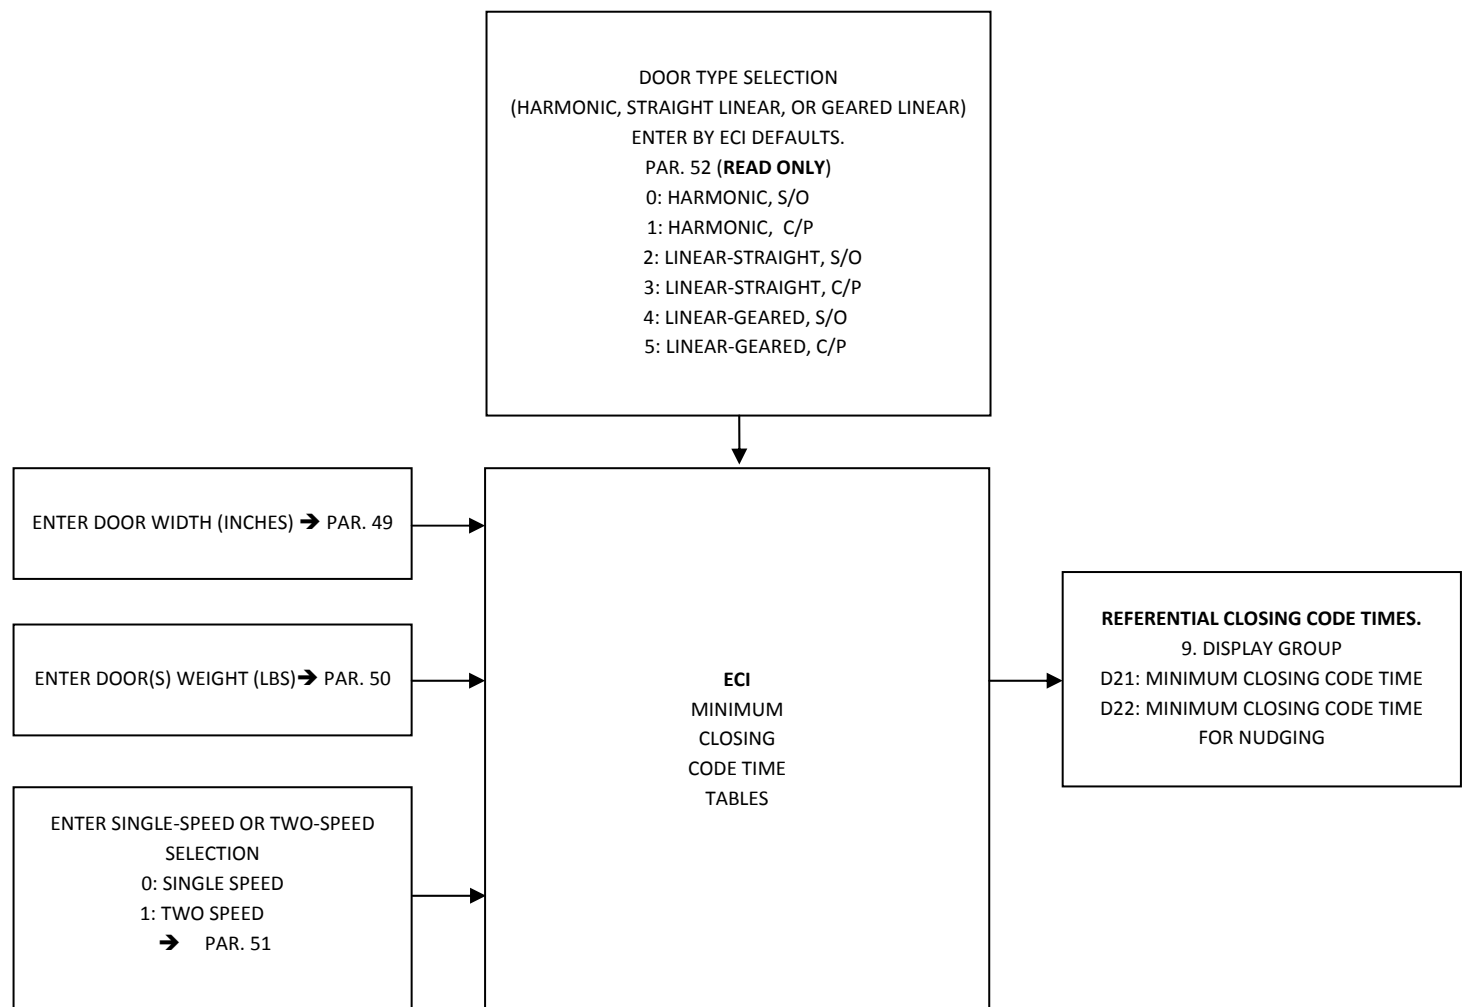 DOOR TYPE SELECTION
(HARMONIC, STRAIGHT LINEAR, OR GEARED LINEAR)
ENTER BY ECI DEFAULTS.
PAR. 52 (READ ONLY)
0: HARMONIC, S/O
1: HARMONIC, C/P
2: LINEAR-STRAIGHT, S/O
3: LINEAR-STRAIGHT, C/P
4: LINEAR-GEARED, S/O
5: LINEAR-GEARED, C/P
ENTER DOOR WIDTH (INCHES) ➔ PAR. 49
ENTER DOOR(S) WEIGHT (LBS)➔ PAR. 50
ENTER SINGLE-SPEED OR TWO-SPEED
SELECTION
0: SINGLE SPEED
1: TWO SPEED
➔ PAR. 51
ECI
MINIMUM
CLOSING
CODE TIME
TABLES
REFERENTIAL CLOSING CODE TIMES.
9. DISPLAY GROUP
D21: MINIMUM CLOSING CODE TIME
D22: MINIMUM CLOSING CODE TIME
FOR NUDGING